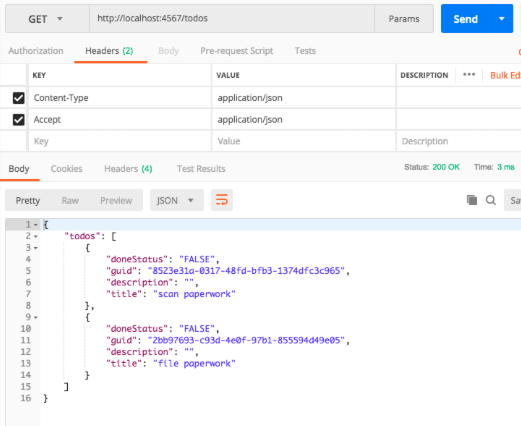 GET http://localhost:4567/todos Params Send
Authorization Headers (2) Body Pre-request Script Tests
KEY VALUE DESCRIPTION Bulk Ed
Content-Type application/json
Accept application/json
Key Value Description
Body Cookies Headers (4) Test Results Status: 200 OK Time: 3 ms
Pretty Raw Preview JSON Sa
1 {
2 "todos": [
3 {
4 "doneStatus": "FALSE",
5 "guid": "8523e31a-0317-48fd-bfb3-1374dfc3c965",
6 "description": "",
7 "title": "scan paperwork"
8 },
9 {
10 "doneStatus": "FALSE",
11 "guid": "2bb97693-c93d-4e0f-97b1-855594d49e05",
12 "description": "",
13 "title": "file paperwork"
14 }
15 ]
16 }